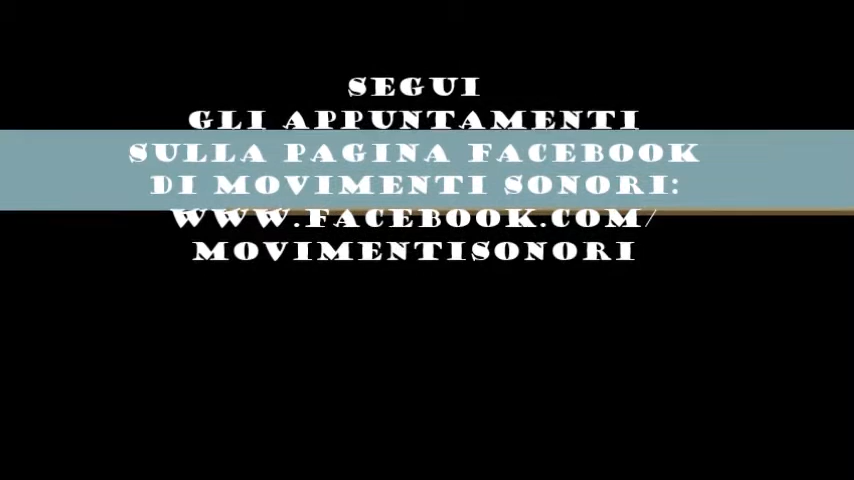 SEGUI
GLI APPUNTAMENTI
SULLA PAGINA FACEBOOK
DI MOVIMENTI SONORI:
WWW.FACEBOOK.COM/
MOVIMENTISONORI